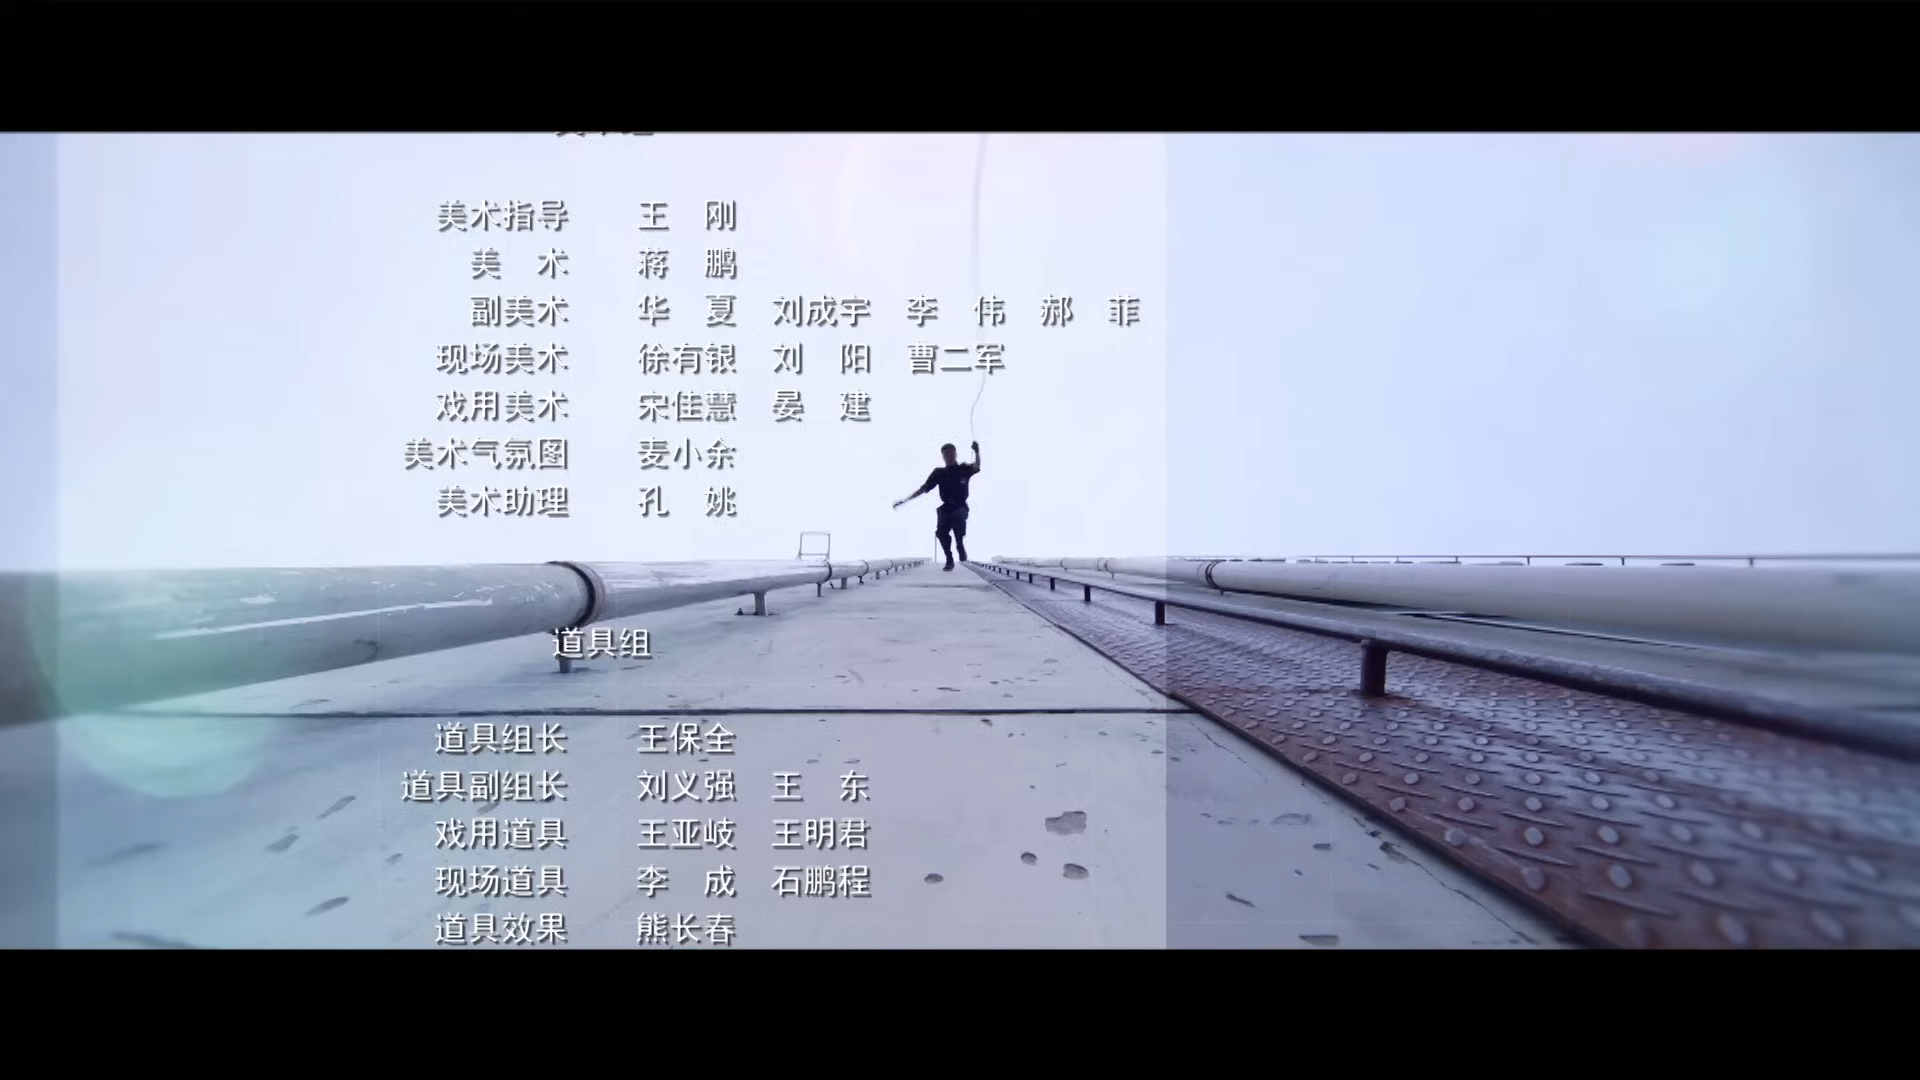 美术指导 王 刚
美 术 蒋 鹏
副美术 华 夏 刘成宇 李 伟 郝 菲
现场美术 徐有银 刘 阳 曹二军
戏用美术 宋佳慧 晏 建
美术气氛图 麦小余
美术助理 孔 姚
道具组
道具组长 王保全
道具副组长 刘义强 王 东
戏用道具 王亚岐 王明君
现场道具 李 成 石鹏程
道具效果 熊长春